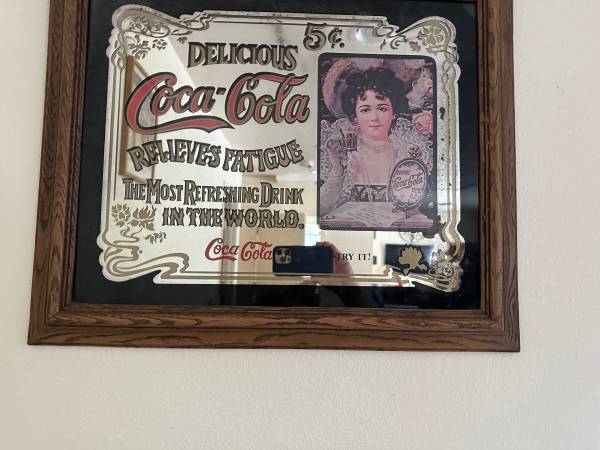 DELICIOUS 5¢.
Coca-Cola
RELIEVES FATIGUE
THE MOST REFRESHING DRINK
IN THE WORLD.
Coca-Cola
Coca-Cola TRY IT!